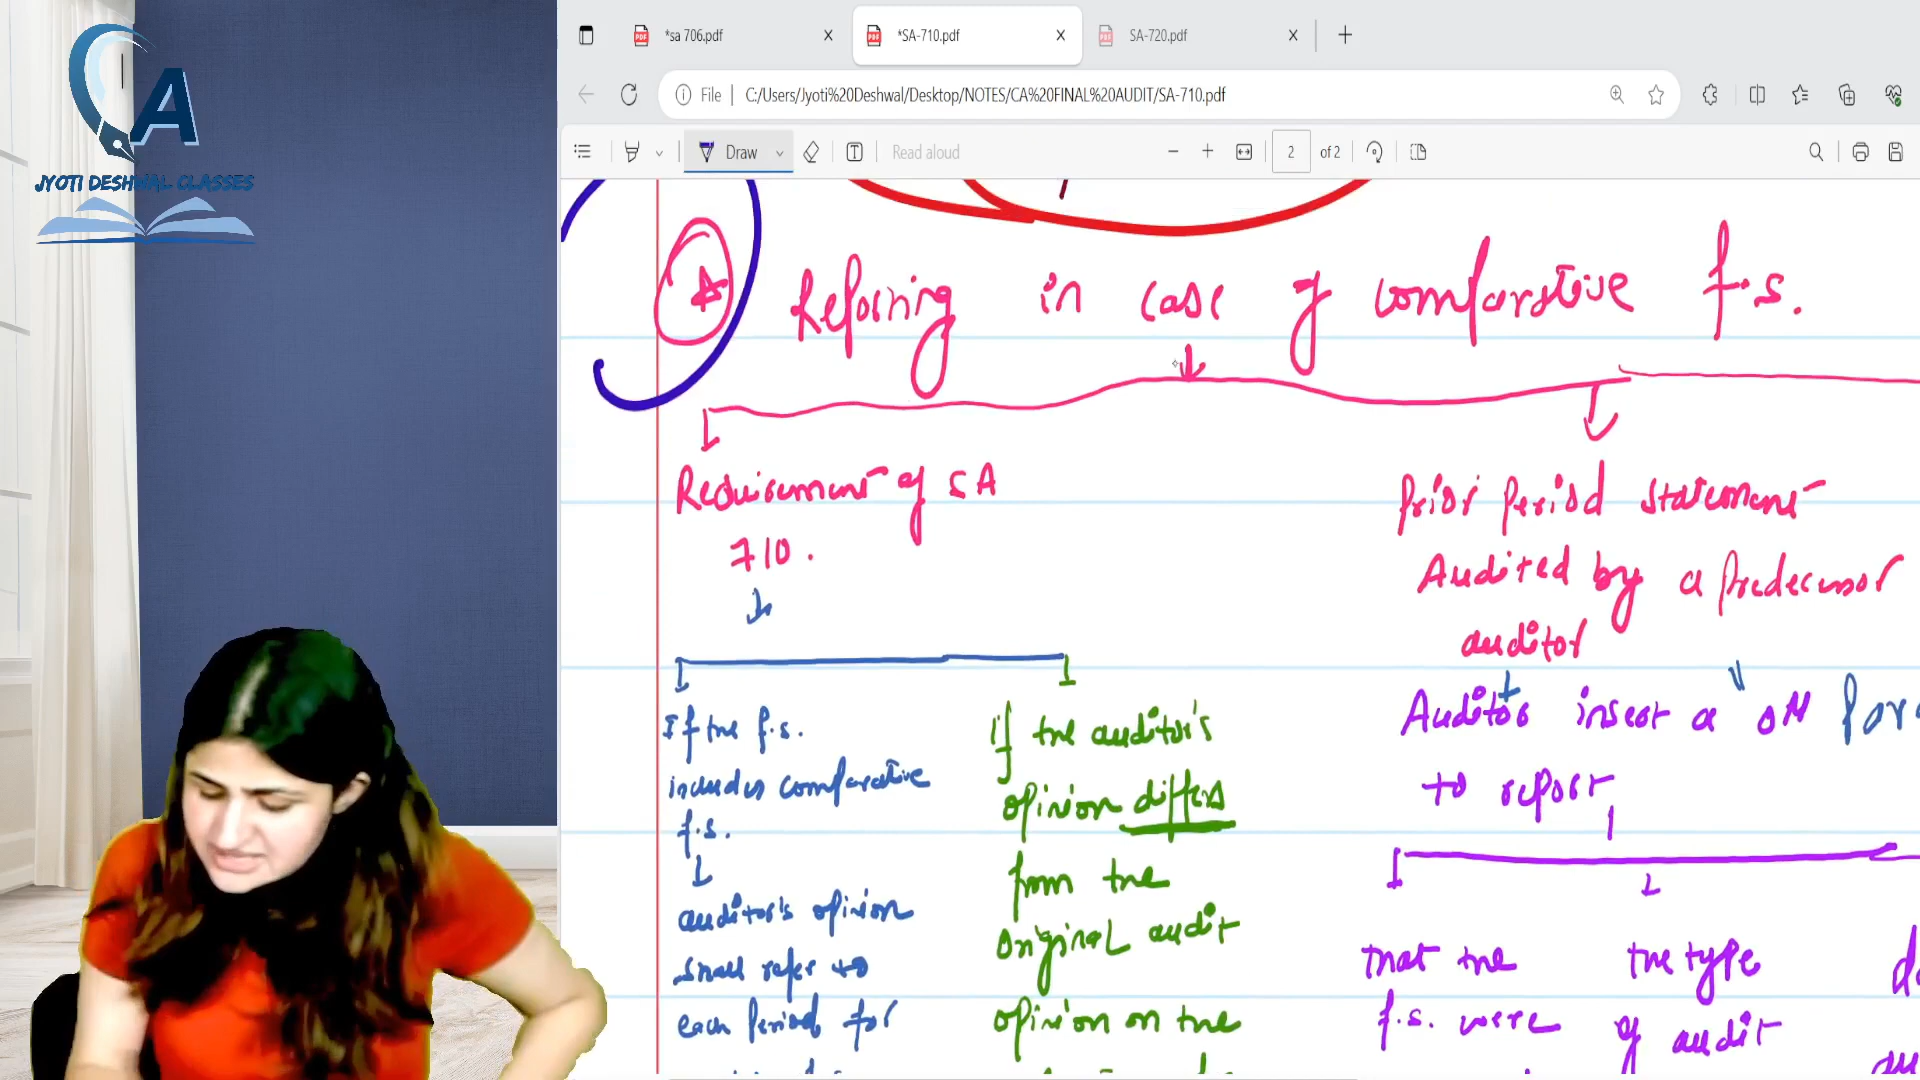 A
JYOTI DESHWAL CLASSES
*sa 706.pdf
*SA-710.pdf
SA-720.pdf
File
C:/Users/Jyoti%20Deshwal/Desktop/NOTES/CA%20FINAL%20AUDIT/SA-710.pdf
Draw
Read aloud
2
of 2
Reporting in case of comparative f.s.
Requirement of SA
710.
Prior Period Statement
Audited by a Predecessor
auditor
If the f.s.
includes comparative
f.s.
auditor's opinion
shall refer to
each Period for
If the auditor's
opinion differs
from the
original audit
opinion on the
Auditor insert a OM Para
to report
that the
f.s. were
the type
of audit